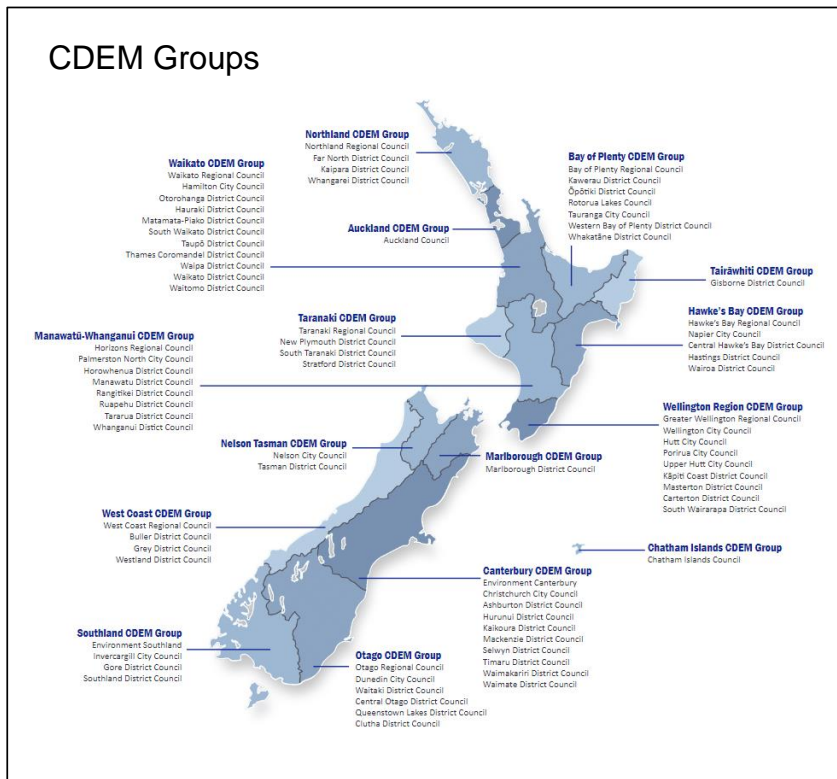 CDEM Groups
Northland CDEM Group
Northland Regional Council
Far North District Council
Kaipara District Council
Whangarei District Council
Waikato CDEM Group
Waikato Regional Council
Hamilton City Council
Otorohanga District Council
Hauraki District Council
Matamata-Piako District Council
South Waikato District Council
Taupō District Council
Thames Coromandel District Council
Waipa District Council
Waikato District Council
Waitomo District Council
Bay of Plenty CDEM Group
Bay of Plenty Regional Council
Kawerau District Council
Ōpōtiki District Council
Rotorua Lakes Council
Tauranga City Council
Western Bay of Plenty District Council
Whakatāne District Council
Auckland CDEM Group
Auckland Council
Tairāwhiti CDEM Group
Gisborne District Council
Taranaki CDEM Group
Taranaki Regional Council
New Plymouth District Council
South Taranaki District Council
Stratford District Council
Hawke's Bay CDEM Group
Hawke's Bay Regional Council
Napier City Council
Central Hawke's Bay District Council
Hastings District Council
Wairoa District Council
Manawatū-Whanganui CDEM Group
Horizons Regional Council
Palmerston North City Council
Horowhenua District Council
Manawatu District Council
Rangitikei District Council
Ruapehu District Council
Tararua District Council
Whanganui District Council
Wellington Region CDEM Group
Greater Wellington Regional Council
Wellington City Council
Hutt City Council
Porirua City Council
Upper Hutt City Council
Kāpiti Coast District Council
Masterton District Council
Carterton District Council
South Wairarapa District Council
Nelson Tasman CDEM Group
Nelson City Council
Tasman District Council
Marlborough CDEM Group
Marlborough District Council
West Coast CDEM Group
West Coast Regional Council
Buller District Council
Grey District Council
Westland District Council
Chatham Islands CDEM Group
Chatham Islands Council
Canterbury CDEM Group
Environment Canterbury
Christchurch City Council
Ashburton District Council
Hurunui District Council
Kaikoura District Council
Mackenzie District Council
Selwyn District Council
Timaru District Council
Waimakariri District Council
Waimate District Council
Southland CDEM Group
Environment Southland
Invercargill City Council
Gore District Council
Southland District Council
Otago CDEM Group
Otago Regional Council
Dunedin City Council
Waitaki District Council
Central Otago District Council
Queenstown Lakes District Council
Clutha District Council